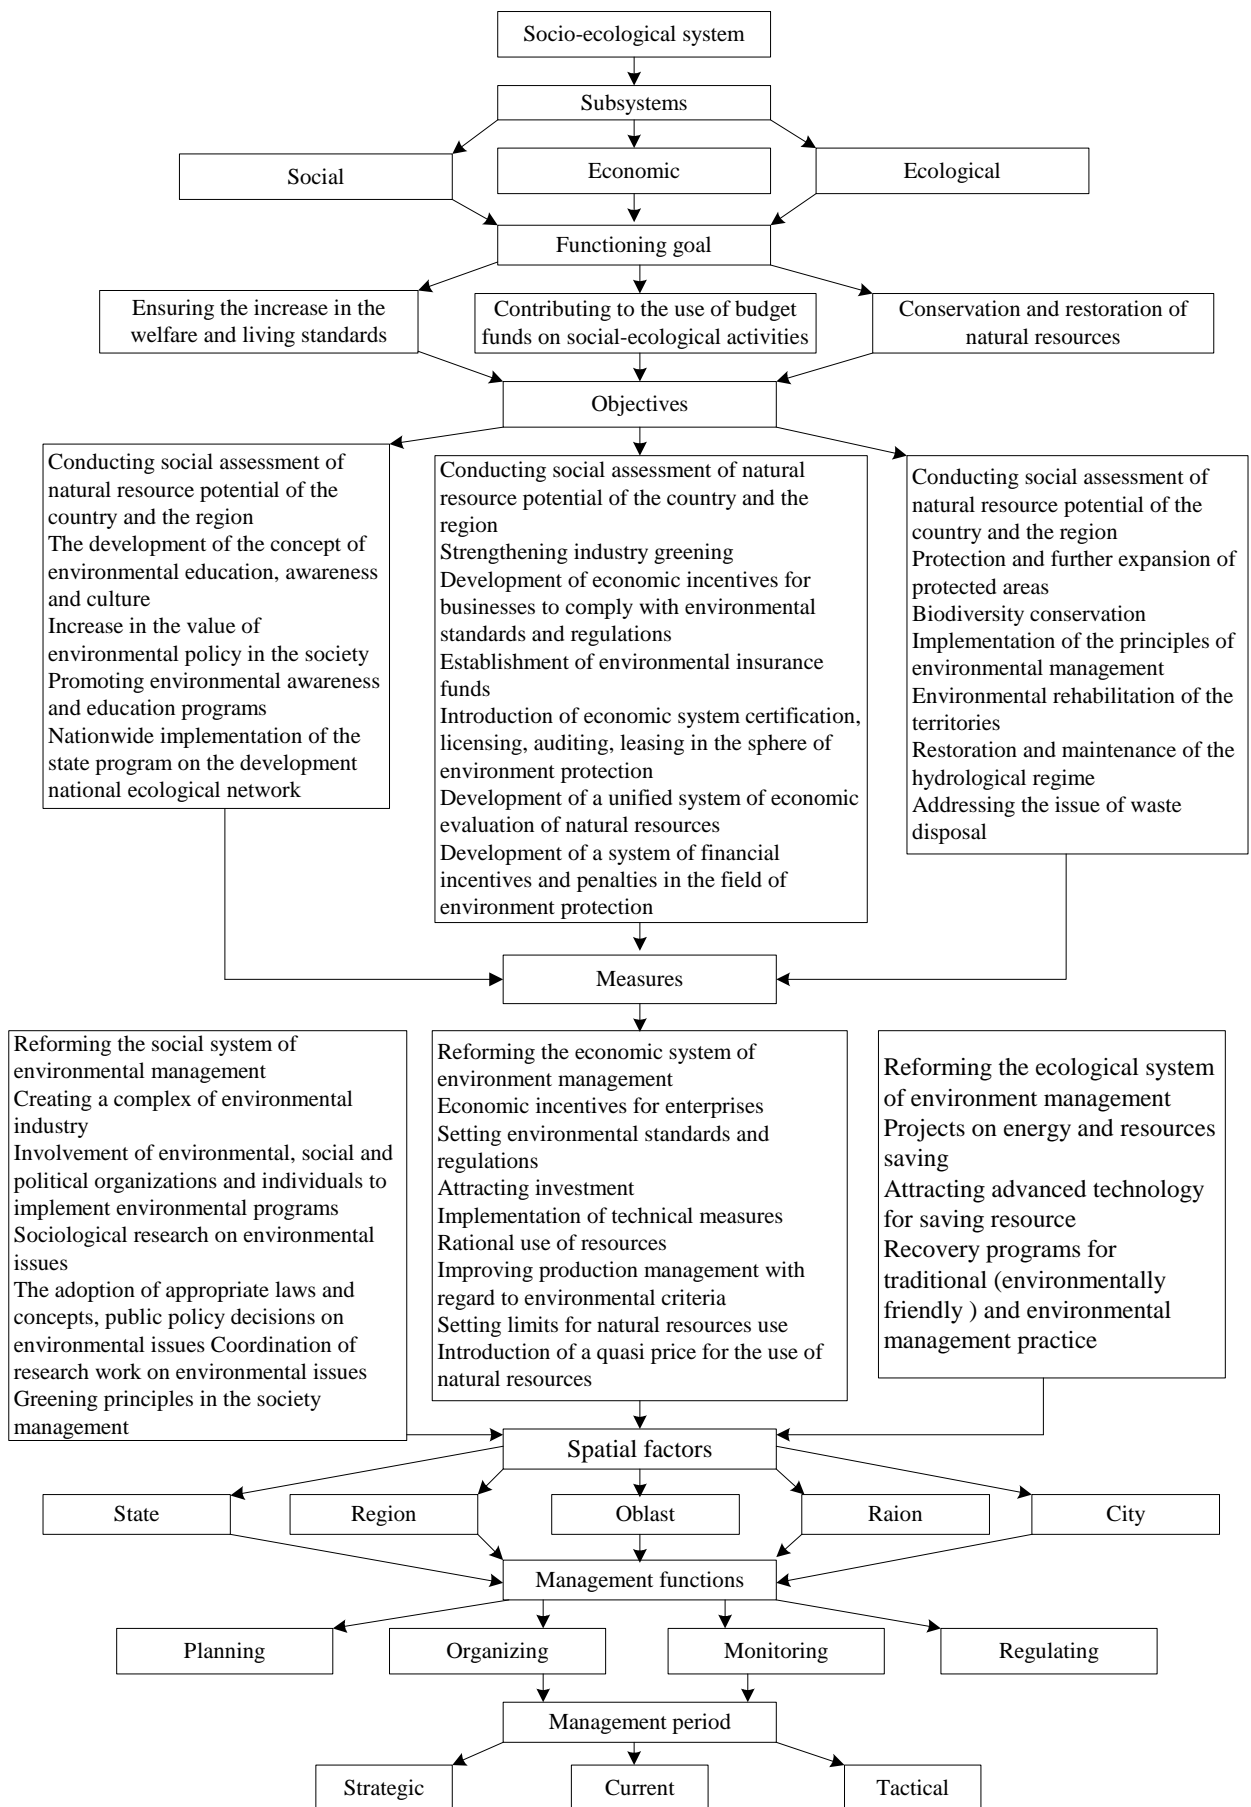 Socio-ecological system
Subsystems
Social
Economic
Ecological
Functioning goal
Ensuring the increase in the
welfare and living standards
Contributing to the use of budget
funds on social-ecological activities
Conservation and restoration of
natural resources
Objectives
Conducting social assessment of
natural resource potential of the
country and the region
The development of the concept of
environmental education, awareness
and culture
Increase in the value of
environmental policy in the society
Promoting environmental awareness
and education programs
Nationwide implementation of the
state program on the development
national ecological network
Conducting social assessment of natural
resource potential of the country and the
region
Strengthening industry greening
Development of economic incentives for
businesses to comply with environmental
standards and regulations
Establishment of environmental insurance
funds
Introduction of economic system certification,
licensing, auditing, leasing in the sphere of
environment protection
Development of a unified system of economic
evaluation of natural resources
Development of a system of financial
incentives and penalties in the field of
environment protection
Conducting social assessment of
natural resource potential of the
country and the region
Protection and further expansion of
protected areas
Biodiversity conservation
Implementation of the principles of
environmental management
Environmental rehabilitation of the
territories
Restoration and maintenance of the
hydrological regime
Addressing the issue of waste
disposal
Measures
Reforming the social system of
environmental management
Creating a complex of environmental
industry
Involvement of environmental, social and
political organizations and individuals to
implement environmental programs
Sociological research on environmental
issues
The adoption of appropriate laws and
concepts, public policy decisions on
environmental issues Coordination of
research work on environmental issues
Greening principles in the society
management
Reforming the economic system of
environment management
Economic incentives for enterprises
Setting environmental standards and
regulations
Attracting investment
Implementation of technical measures
Rational use of resources
Improving production management with
regard to environmental criteria
Setting limits for natural resources use
Introduction of a quasi price for the use of
natural resources
Reforming the ecological system
of environment management
Projects on energy and resources
saving
Attracting advanced technology
for saving resource
Recovery programs for
traditional (environmentally
friendly ) and environmental
management practice
Spatial factors
State
Region
Oblast
Raion
City
Management functions
Planning
Organizing
Monitoring
Regulating
Management period
Strategic
Current
Tactical